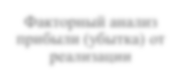 Факторный анализ
прибыли (убытка) от
реализации